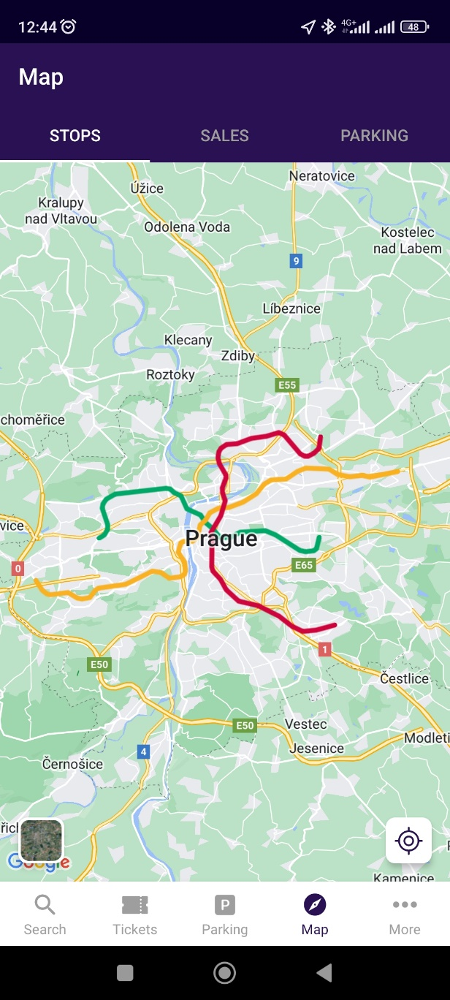 12:44
4G+
48
Map
STOPS
SALES
PARKING
Neratovice
Úžice
Kralupy
nad Vltavou
Odolena Voda
Kostelec
nad Labem
9
Líbeznice
Klecany
Zdiby
Roztoky
E55
choměřice
vice
Prague
0
E65
1
E50
Čestlice
Vestec
E50
Modleti
Jesenice
4
Černošice
řich
Google
Kamenice
Search
Tickets
P
Parking
Map
More